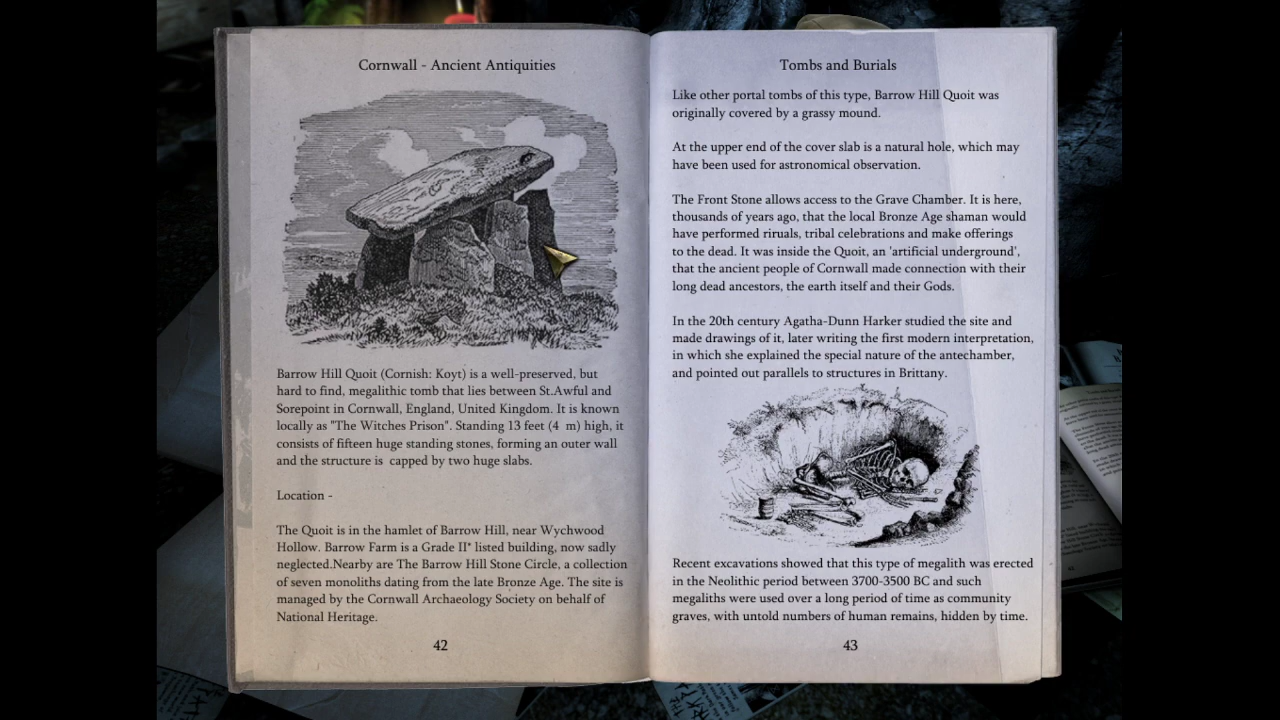 Cornwall - Ancient Antiquities
Barrow Hill Quoit (Cornish: Koyt) is a well-preserved, but
hard to find, megalithic tomb that lies between St.Awful and
Sorepoint in Cornwall, England, United Kingdom. It is known
locally as "The Witches Prison". Standing 13 feet (4 m) high, it
consists of fifteen huge standing stones, forming an outer wall
and the structure is capped by two huge slabs.
Location -
The Quoit is in the hamlet of Barrow Hill, near Wychwood
Hollow. Barrow Farm is a Grade II* listed building, now sadly
neglected.Nearby are The Barrow Hill Stone Circle, a collection
of seven monoliths dating from the late Bronze Age. The site is
managed by the Cornwall Archaeology Society on behalf of
National Heritage.
42
Tombs and Burials
Like other portal tombs of this type, Barrow Hill Quoit was
originally covered by a grassy mound.
At the upper end of the cover slab is a natural hole, which may
have been used for astronomical observation.
The Front Stone allows access to the Grave Chamber. It is here,
thousands of years ago, that the local Bronze Age shaman would
have performed riruals, tribal celebrations and make offerings
to the dead. It was inside the Quoit, an 'artificial underground',
that the ancient people of Cornwall made connection with their
long dead ancestors, the earth itself and their Gods.
In the 20th century Agatha-Dunn Harker studied the site and
made drawings of it, later writing the first modern interpretation,
in which she explained the special nature of the antechamber,
and pointed out parallels to structures in Brittany.
Recent excavations showed that this type of megalith was erected
in the Neolithic period between 3700-3500 BC and such
megaliths were used over a long period of time as community
graves, with untold numbers of human remains, hidden by time.
43